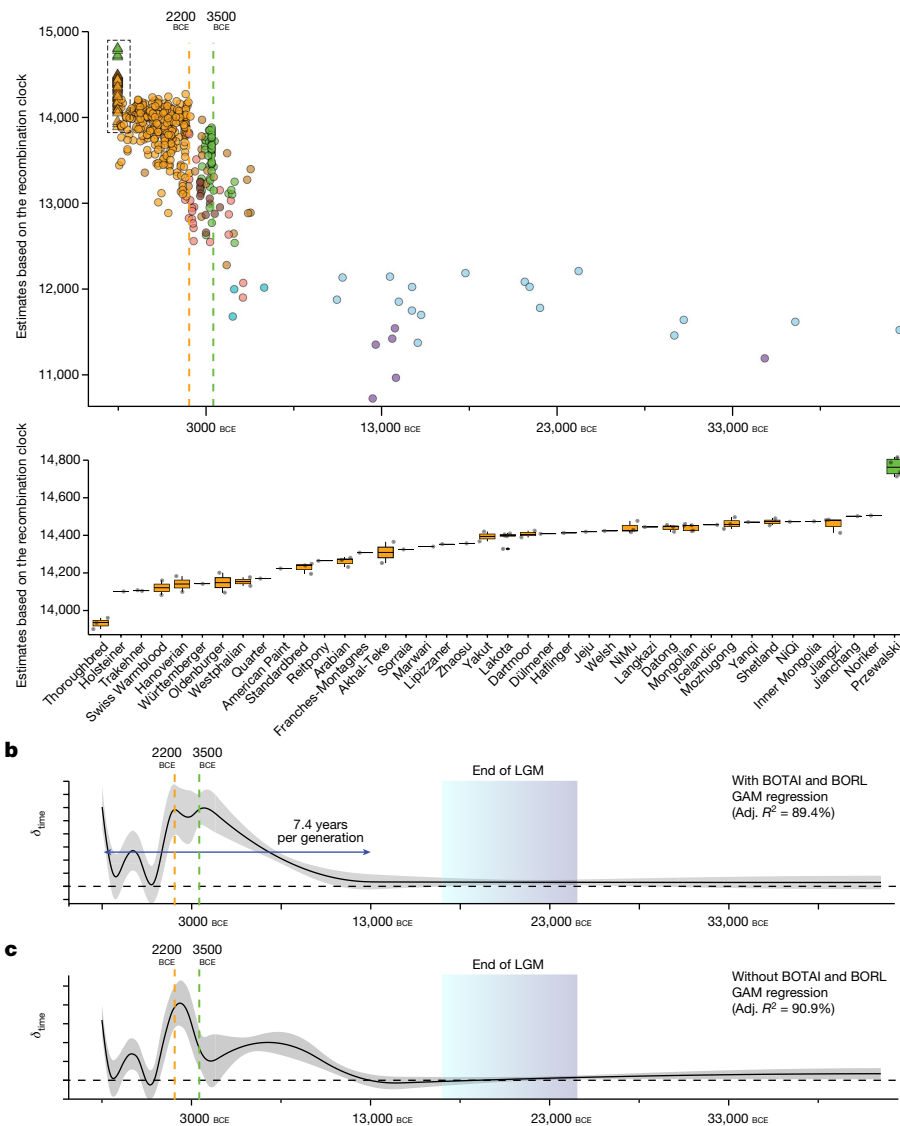 2200 3500
BCE BCE
15,000
14,000
13,000
12,000
11,000
Estimates based on the recombination clock
3000 BCE 13,000 BCE 23,000 BCE 33,000 BCE
14,800
14,600
14,400
14,200
14,000
Estimates based on the recombination clock
Thoroughbred
Holsteiner
Trakehner
Swiss Warmblood
Hanoverian
Württemberger
Oldenburger
Westphalian
Quarter
American Paint
Standardbred
Reitpony
Arabian
Franches-Montagnes
Akhal-Teke
Sorraia
Marwari
Lipizzaner
Zhaosu
Yakut
Lakota
Dartmoor
Dülmener
Haflinger
Jeju
Welsh
NiMu
Langkazi
Datong
Mongolian
Icelandic
Mozhugong
Yanqi
Shetland
NiQi
Inner Mongolia
Jiangzi
Jianchang
Noriker
Przewalski
b
2200 3500
BCE BCE
End of LGM
With BOTAI and BORL
GAM regression
(Adj. R² = 89.4%)
7.4 years
per generation
δtime
3000 BCE 13,000 BCE 23,000 BCE 33,000 BCE
c
2200 3500
BCE BCE
End of LGM
Without BOTAI and BORL
GAM regression
(Adj. R² = 90.9%)
δtime
3000 BCE 13,000 BCE 23,000 BCE 33,000 BCE